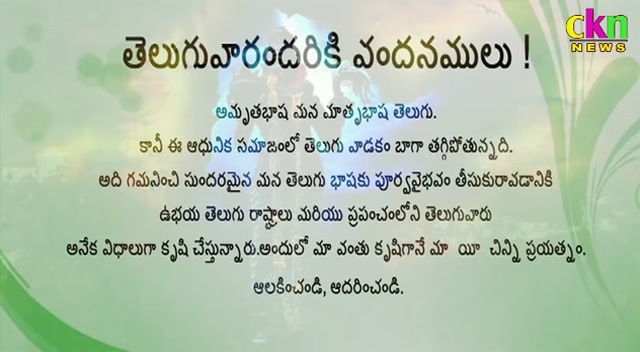 ckn
NEWS
తెలుగువారందరికి వందనములు !
అమృతభాష మన మాతృభాష తెలుగు.
కానీ ఈ ఆధునిక సమాజంలో తెలుగు వాడకం బాగా తగ్గిపోతున్నది.
అది గమనించి సుందరమైన మన తెలుగు భాషకు పూర్వవైభవం తీసుకురావడానికి
ఉభయ తెలుగు రాష్ట్రాలు మరియు ప్రపంచంలోని తెలుగువారు
అనేక విధాలుగా కృషి చేస్తున్నారు.అందులో మా వంతు కృషిగానే మా యీ చిన్ని ప్రయత్నం.
ఆలకించండి, ఆదరించండి.